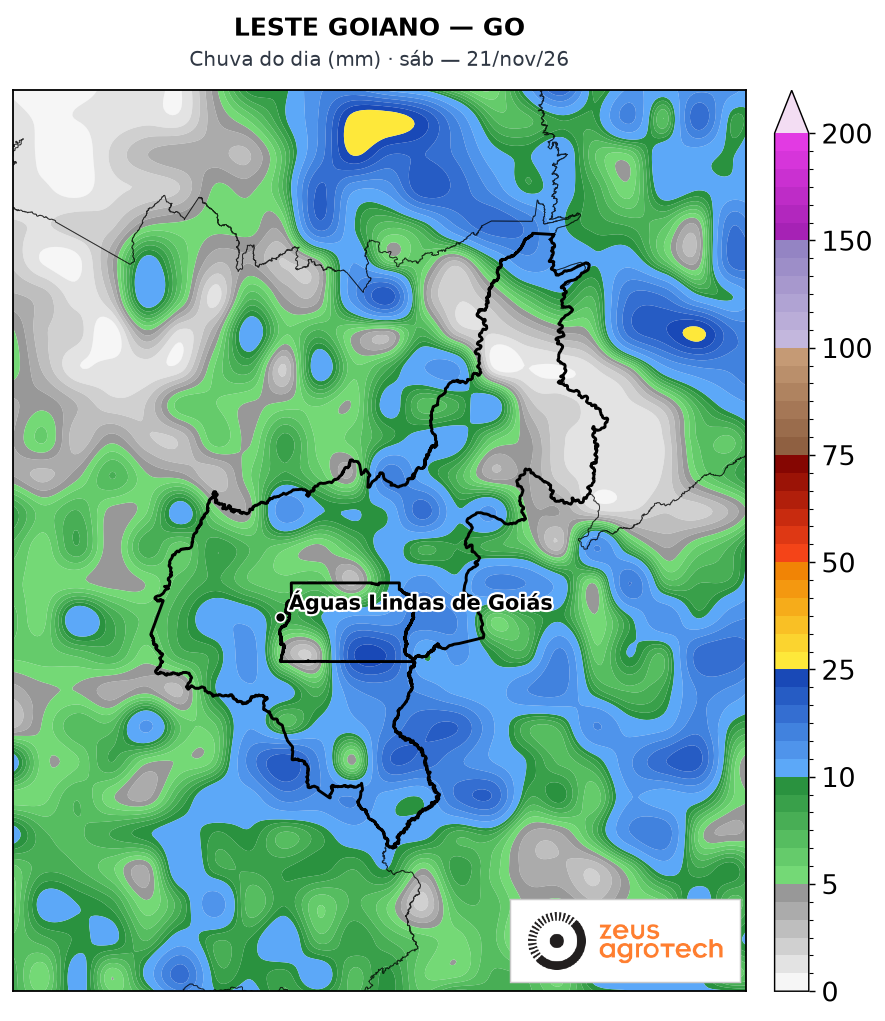 LESTE GOIANO — GO
Chuva do dia (mm) · sáb — 21/nov/26
200
150
100
75
50
25
10
5
0
Águas Lindas de Goiás
zeus
agrotech